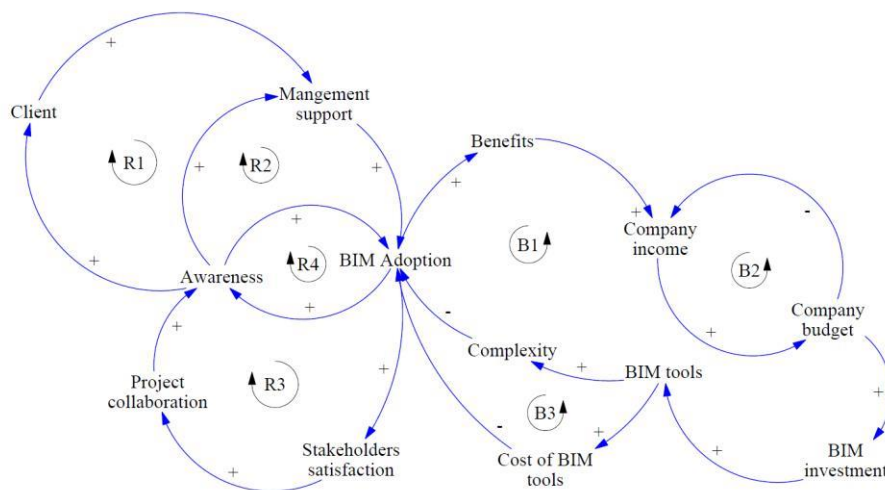 +
Client
Mangement
support
R1
R2
+
+
+
Benefits
+
+
-
Company
income
B1
B2
Awareness
R4
BIM Adoption
+
+
+
Company
budget
-
+
+
Complexity
+
BIM tools
Project
collaboration
R3
+
+
B3
-
+
+
+
Stakeholders
satisfaction
Cost of BIM
tools
BIM
investment